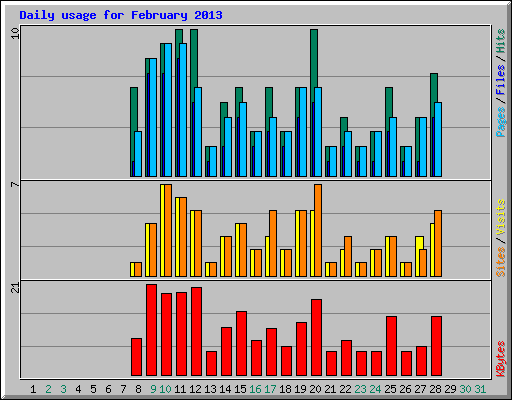 Daily usage for February 2013
10
Pages/Files/Hits
7
Sites/Visits
21
KBytes
1 2 3 4 5 6 7 8 9 10 11 12 13 14 15 16 17 18 19 20 21 22 23 24 25 26 27 28 29 30 31